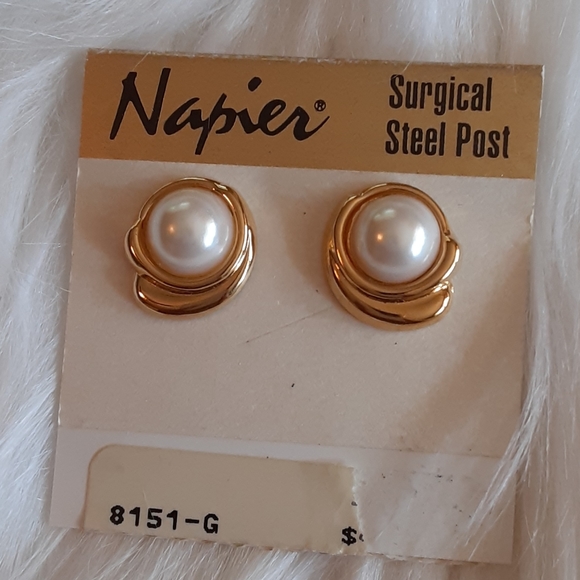 Napier®
Surgical
Steel Post
8151-G
$